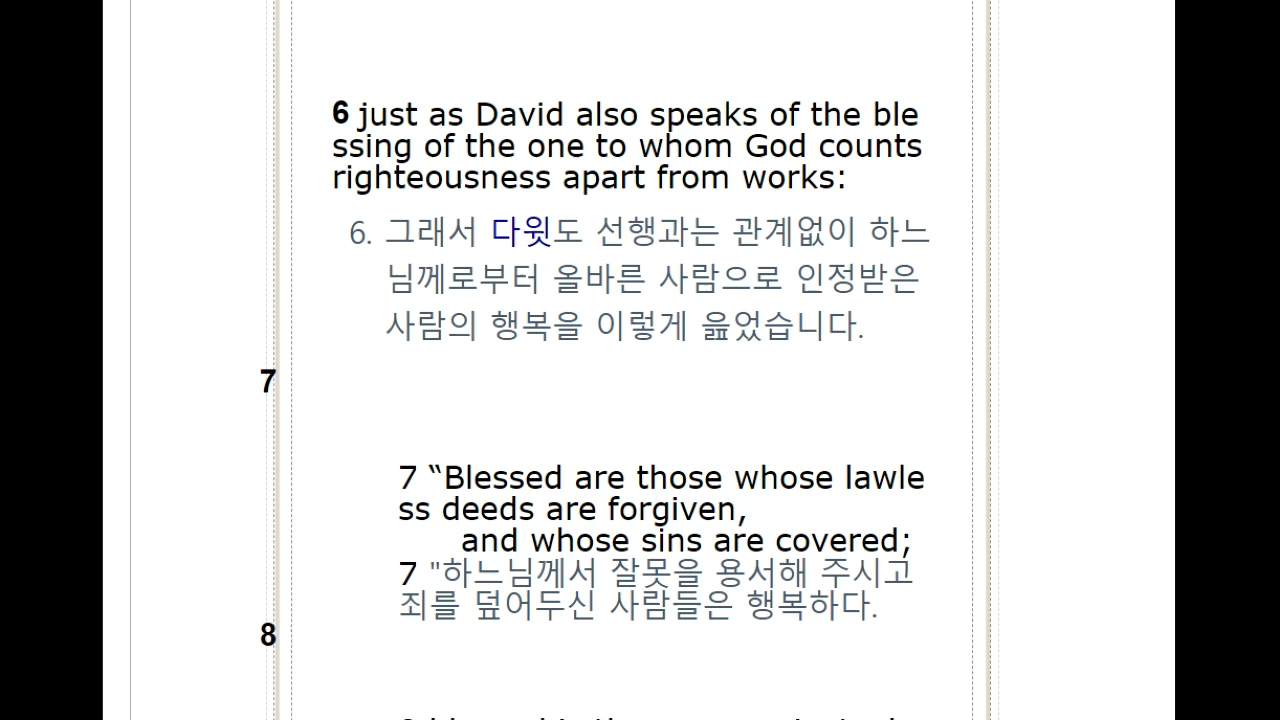 6 just as David also speaks of the ble
ssing of the one to whom God counts
righteousness apart from works:
6. 그래서 다윗도 선행과는 관계없이 하느
님께로부터 올바른 사람으로 인정받은
사람의 행복을 이렇게 읊었습니다.
7
7 “Blessed are those whose lawle
ss deeds are forgiven,
and whose sins are covered;
7 "하느님께서 잘못을 용서해 주시고
죄를 덮어두신 사람들은 행복하다.
8